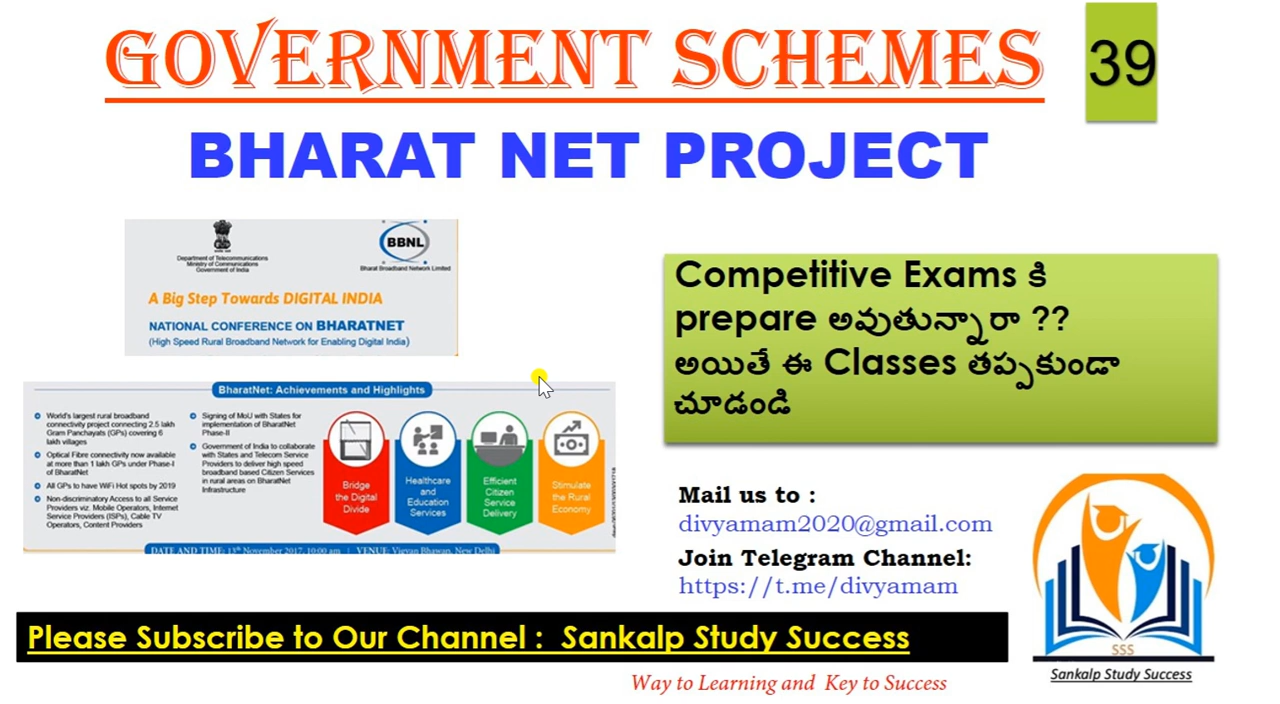 GOVERNMENT SCHEMES
39
BHARAT NET PROJECT
Department of Telecommunications
Ministry of Communications
Government of India
BBNL
Bharat Broadband Network Limited
A Big Step Towards DIGITAL INDIA
NATIONAL CONFERENCE ON BHARATNET
(High Speed Rural Broadband Network for Enabling Digital India)
BharatNet: Achievements and Highlights
World's largest rural broadband
connectivity project connecting 2.5 lakh
Gram Panchayats (GPs) covering 6
lakh villages
Optical Fibre connectivity now available
at more than 1 lakh GPs under Phase-I
of BharatNet
All GPs to have WiFi Hot spots by 2019
Non-discriminatory Access to all Service
Providers viz. Mobile Operators, Internet
Service Providers (ISPs), Cable TV
Operators, Content Providers
Signing of MoU with States for
implementation of BharatNet
Phase-II
Government of India to collaborate
with States and Telecom Service
Providers to deliver high speed
broadband based Citizen Services
in rural areas on BharatNet
Infrastructure
Bridge
the Digital
Divide
Healthcare
and
Education
Services
Efficient
Citizen
Service
Delivery
Stimulate
the Rural
Economy
DATE AND TIME: 13th November 2017, 10:00 am | VENUE: Vigyan Bhawan, New Delhi
Competitive Exams కి
prepare అవుతున్నారా ??
అయితే ఈ Classes తప్పకుండా
చూడండి
Mail us to :
divyamam2020@gmail.com
Join Telegram Channel:
https://t.me/divyamam
SSS
Sankalp Study Success
Please Subscribe to Our Channel : Sankalp Study Success
Way to Learning and Key to Success